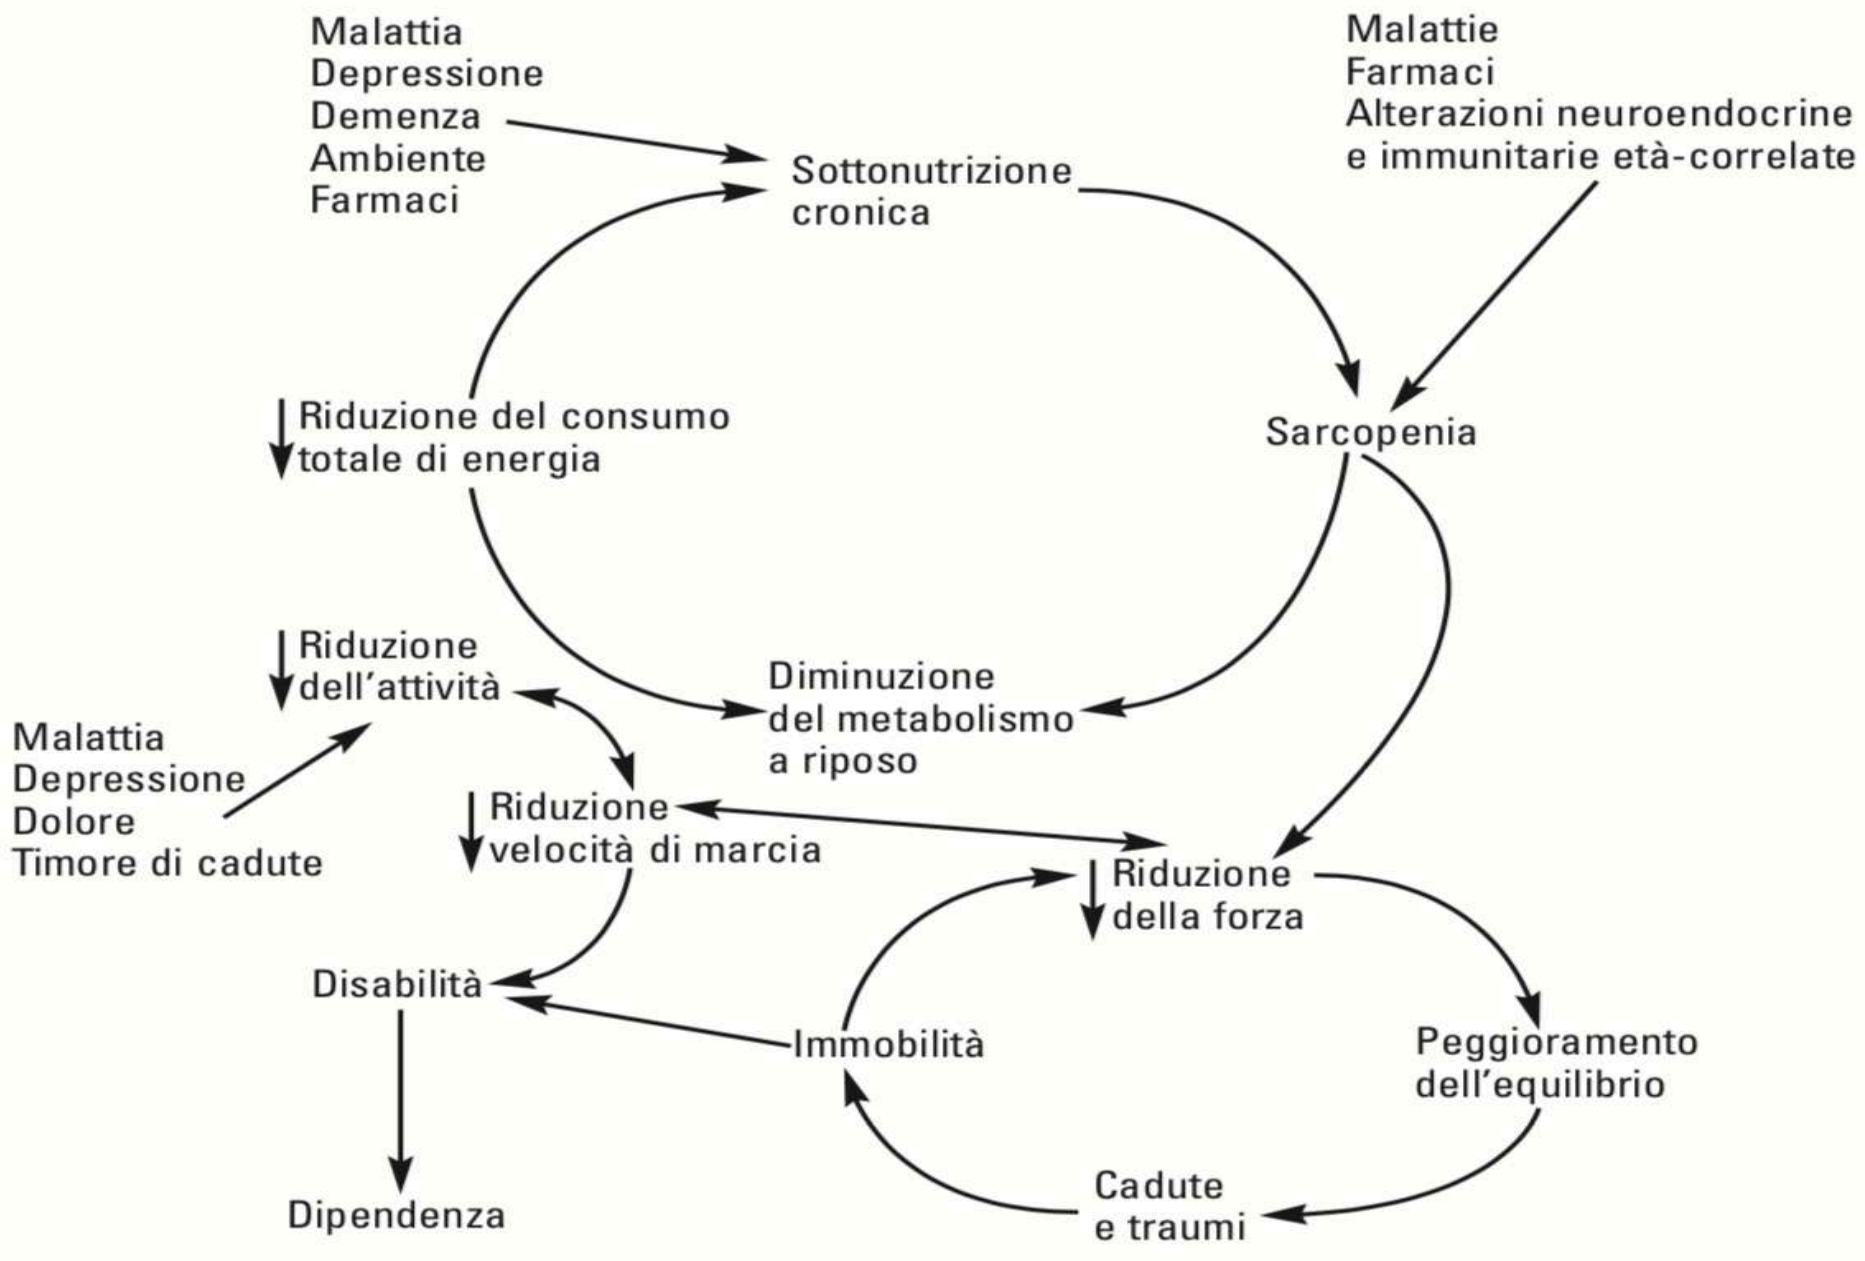 Malattia
Depressione
Demenza
Ambiente
Farmaci
Malattie
Farmaci
Alterazioni neuroendocrine
e immunitarie età-correlate
Sottonutrizione
cronica
Riduzione del consumo
totale di energia
Sarcopenia
Riduzione
dell'attività
Diminuzione
del metabolismo
a riposo
Malattia
Depressione
Dolore
Timore di cadute
Riduzione
velocità di marcia
Riduzione
della forza
Disabilità
Immobilità
Peggioramento
dell'equilibrio
Cadute
e traumi
Dipendenza